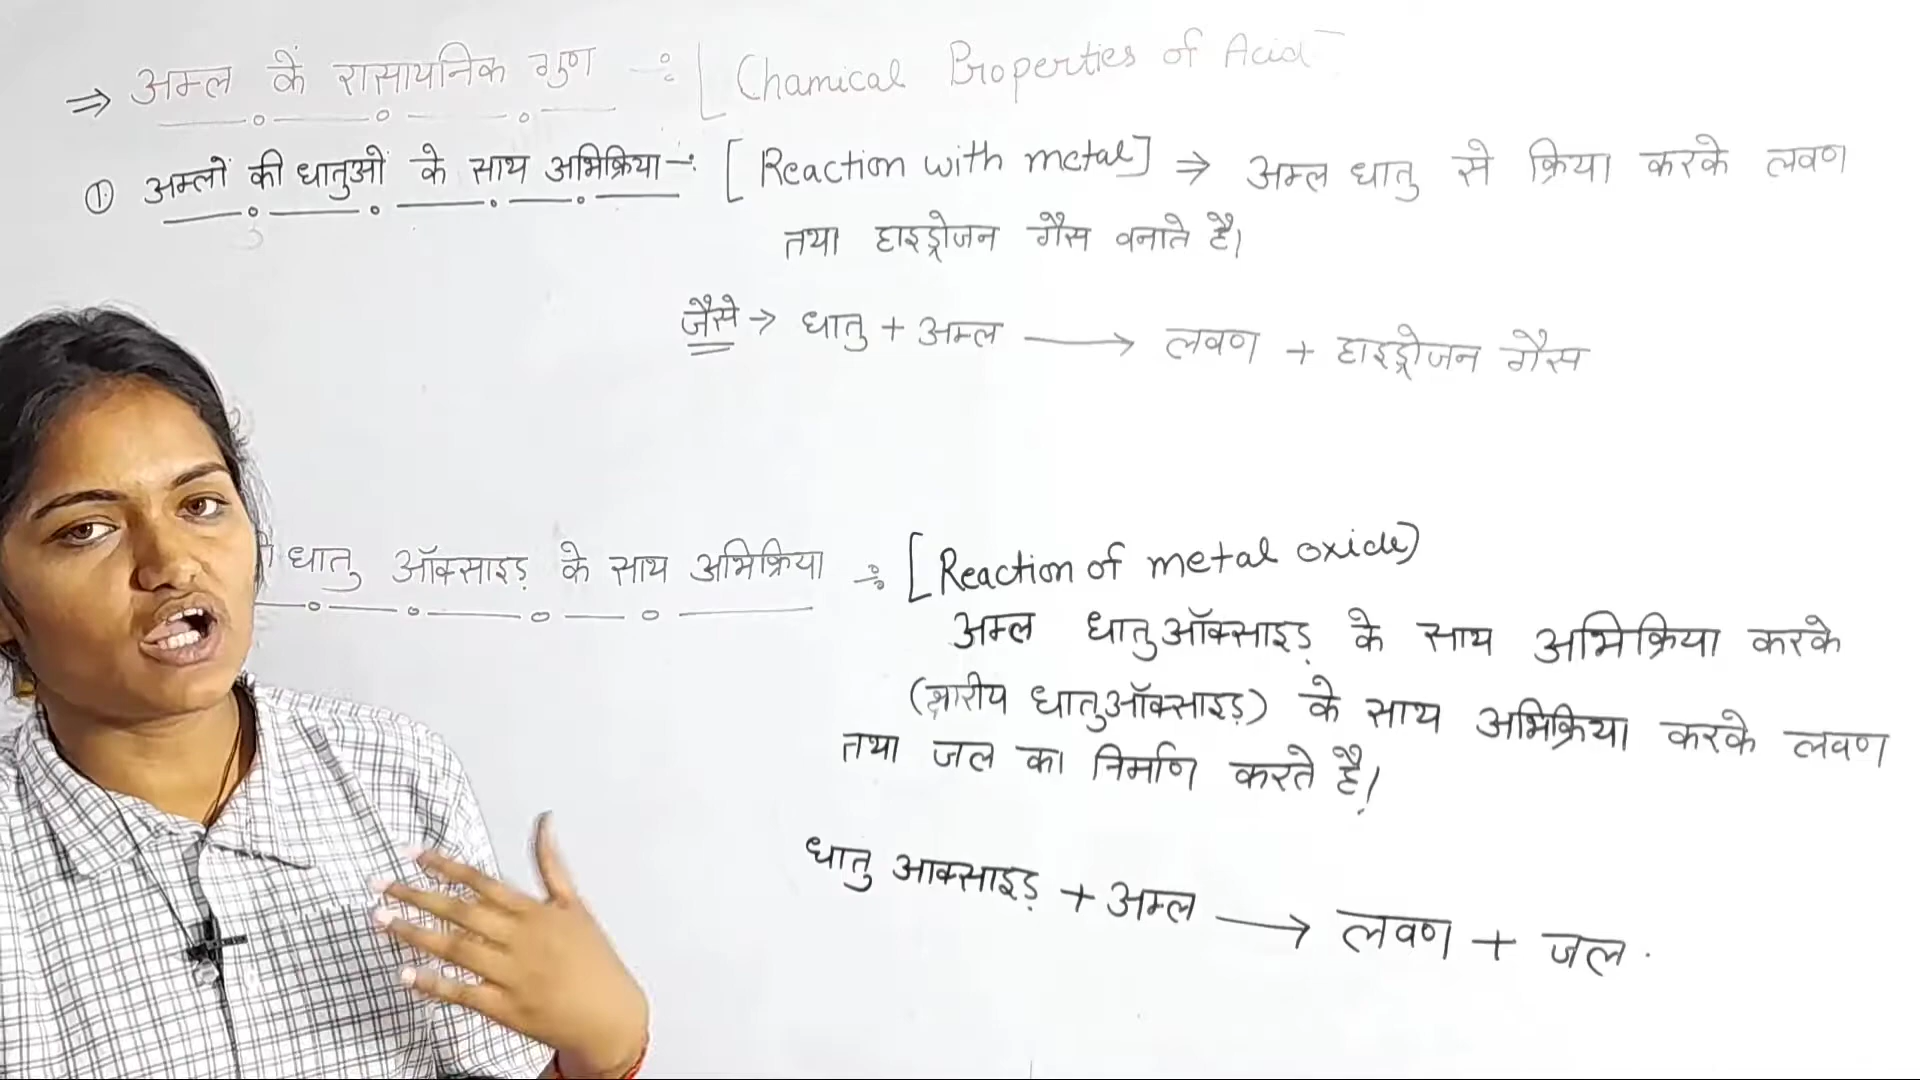 ⇒ अम्ल के रासायनिक गुण ÷ [Chamical Properties of Acid
① अम्लों की धातुओं के साथ अभिक्रिया -: [Reaction with metal] ⇒ अम्ल धातु से क्रिया करके लवण
तथा हाइड्रोजन गैस वनाते है।
जैसे → धातु + अम्ल ⟶ लवण + हाइड्रोजन गैस
धातु ऑक्साइड़ के साथ अभिक्रिया ÷ [Reaction of metal oxide)
अम्ल धातु ऑक्साइड़ के साथ अभिक्रिया करके
(क्षारीय धातु ऑक्साइड़) के साथ अभिक्रिया करके लवण
तथा जल का निर्माण करते है।
धातु आक्साइड़ + अम्ल ⟶ लवण + जल.